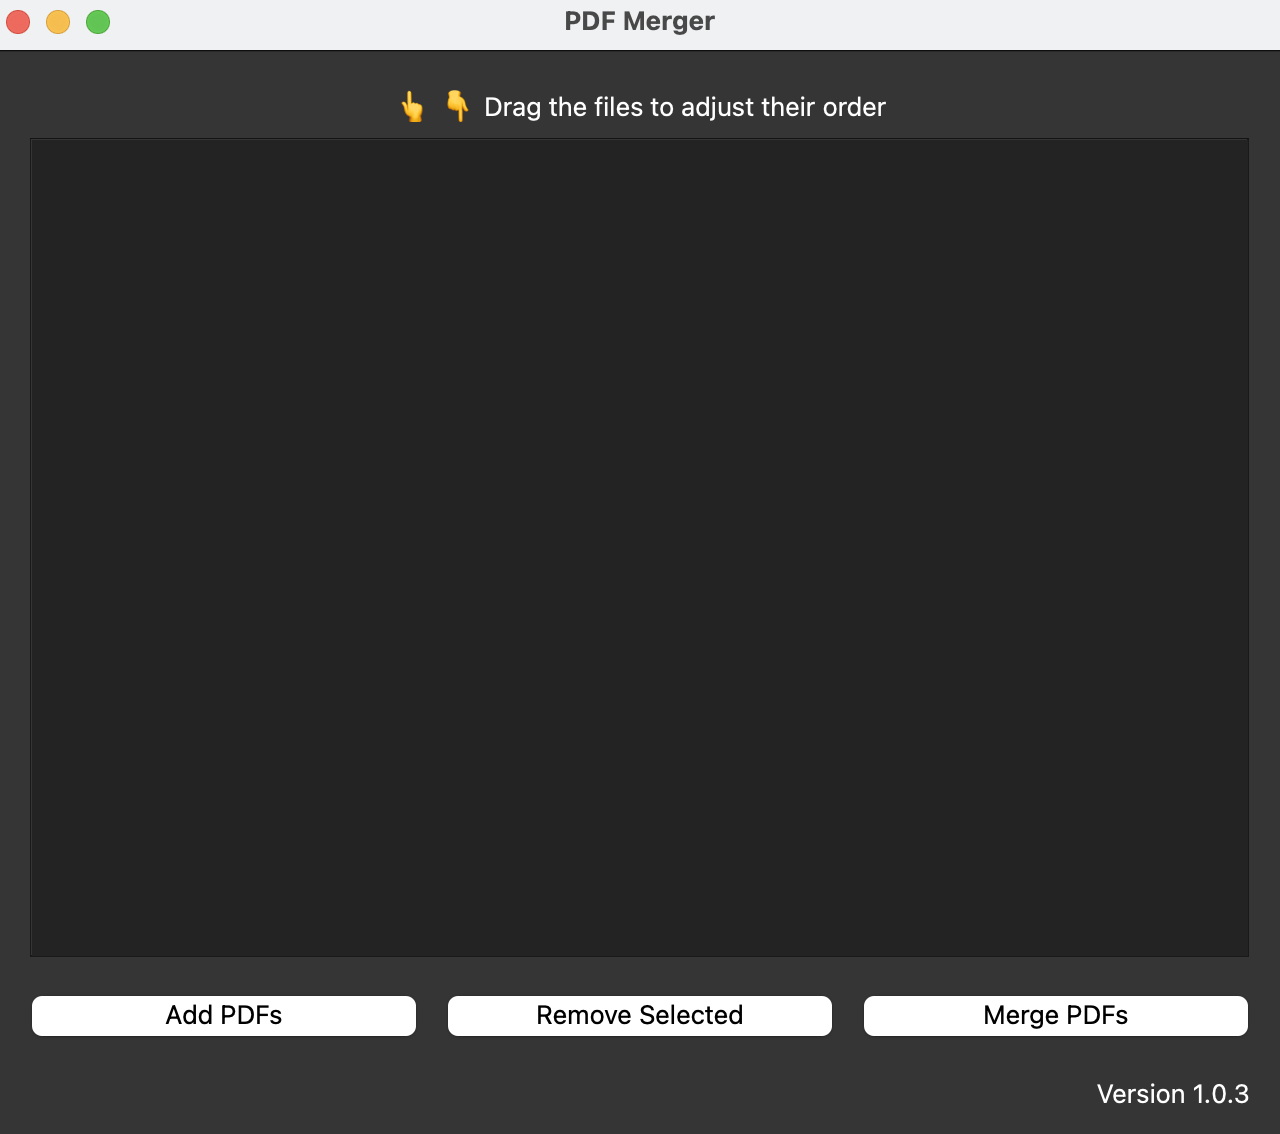 PDF Merger
👆 👇 Drag the files to adjust their order
Add PDFs
Remove Selected
Merge PDFs
Version 1.0.3